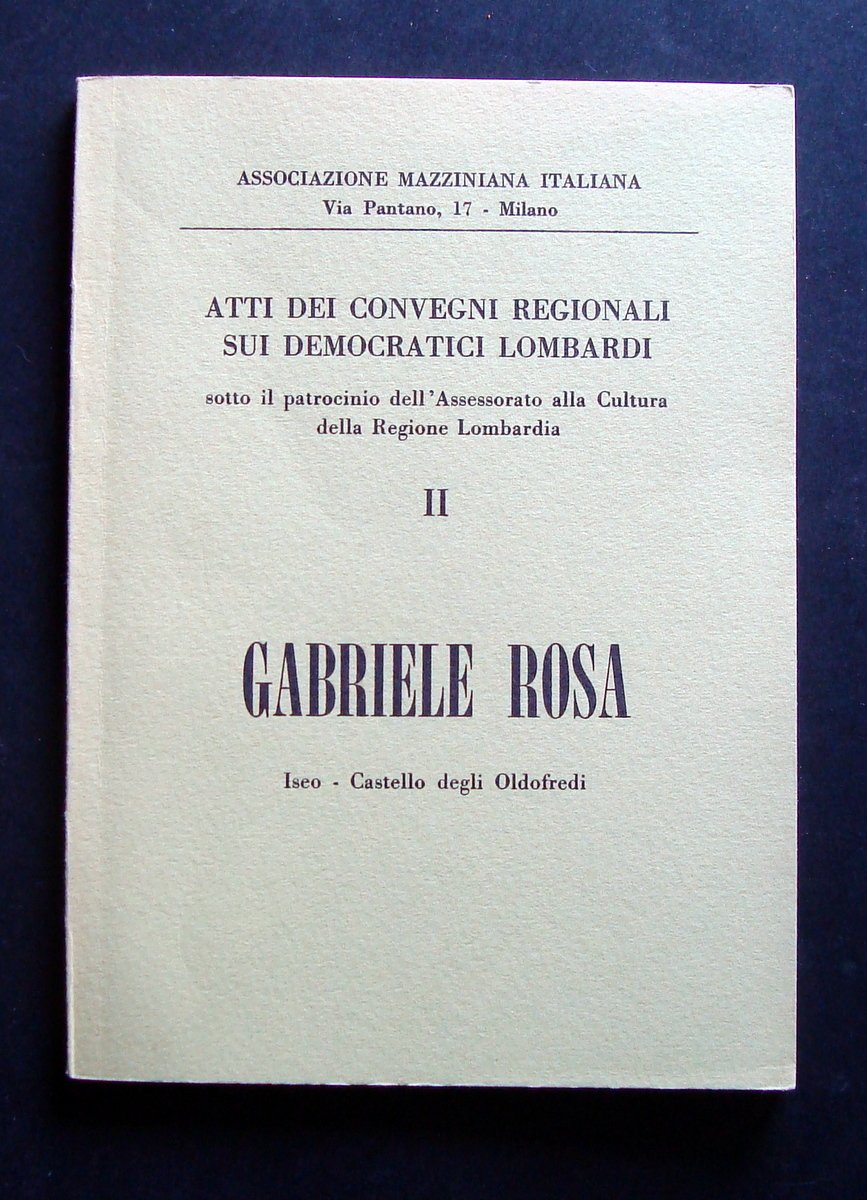 ASSOCIAZIONE MAZZINIANA ITALIANA
Via Pantano, 17 - Milano
ATTI DEI CONVEGNI REGIONALI
SUI DEMOCRATICI LOMBARDI
sotto il patrocinio dell'Assessorato alla Cultura
della Regione Lombardia
II
GABRIELE ROSA
Iseo - Castello degli Oldofredi